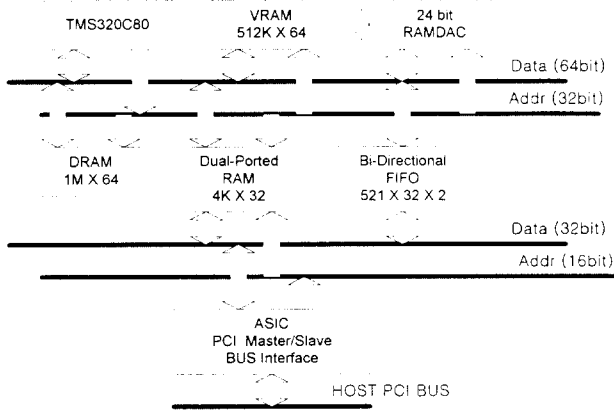 TMS320C80
VRAM
512K X 64
24 bit
RAMDAC
Data (64bit)
Addr (32bit)
DRAM
1M X 64
Dual-Ported
RAM
4K X 32
Bi-Directional
FIFO
521 X 32 X 2
Data (32bit)
Addr (16bit)
ASIC
PCI Master/Slave
BUS Interface
HOST PCI BUS